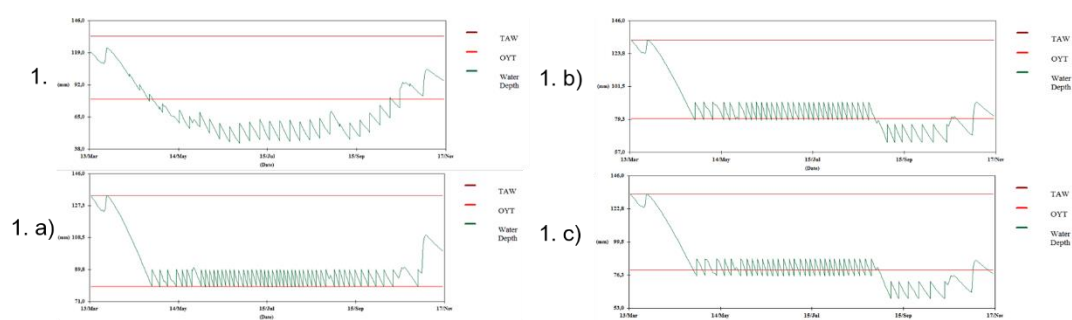 1.
146,0
119,0
92,0
(mm)
65,0
38,0
13/Mar
14/May
15/Jul
15/Sep
17/Nov
(Date)
TAW
OYT
Water
Depth
1. b)
146,0
123,8
101,5
(mm)
79,3
57,0
13/Mar
14/May
15/Jul
15/Sep
17/Nov
(Date)
TAW
OYT
Water
Depth
1. a)
146,0
127,3
108,5
(mm)
89,8
71,0
13/Mar
14/May
15/Jul
15/Sep
17/Nov
(Date)
TAW
OYT
Water
Depth
1. c)
146,0
122,8
99,5
(mm)
76,3
53,0
13/Mar
14/May
15/Jul
15/Sep
17/Nov
(Date)
TAW
OYT
Water
Depth